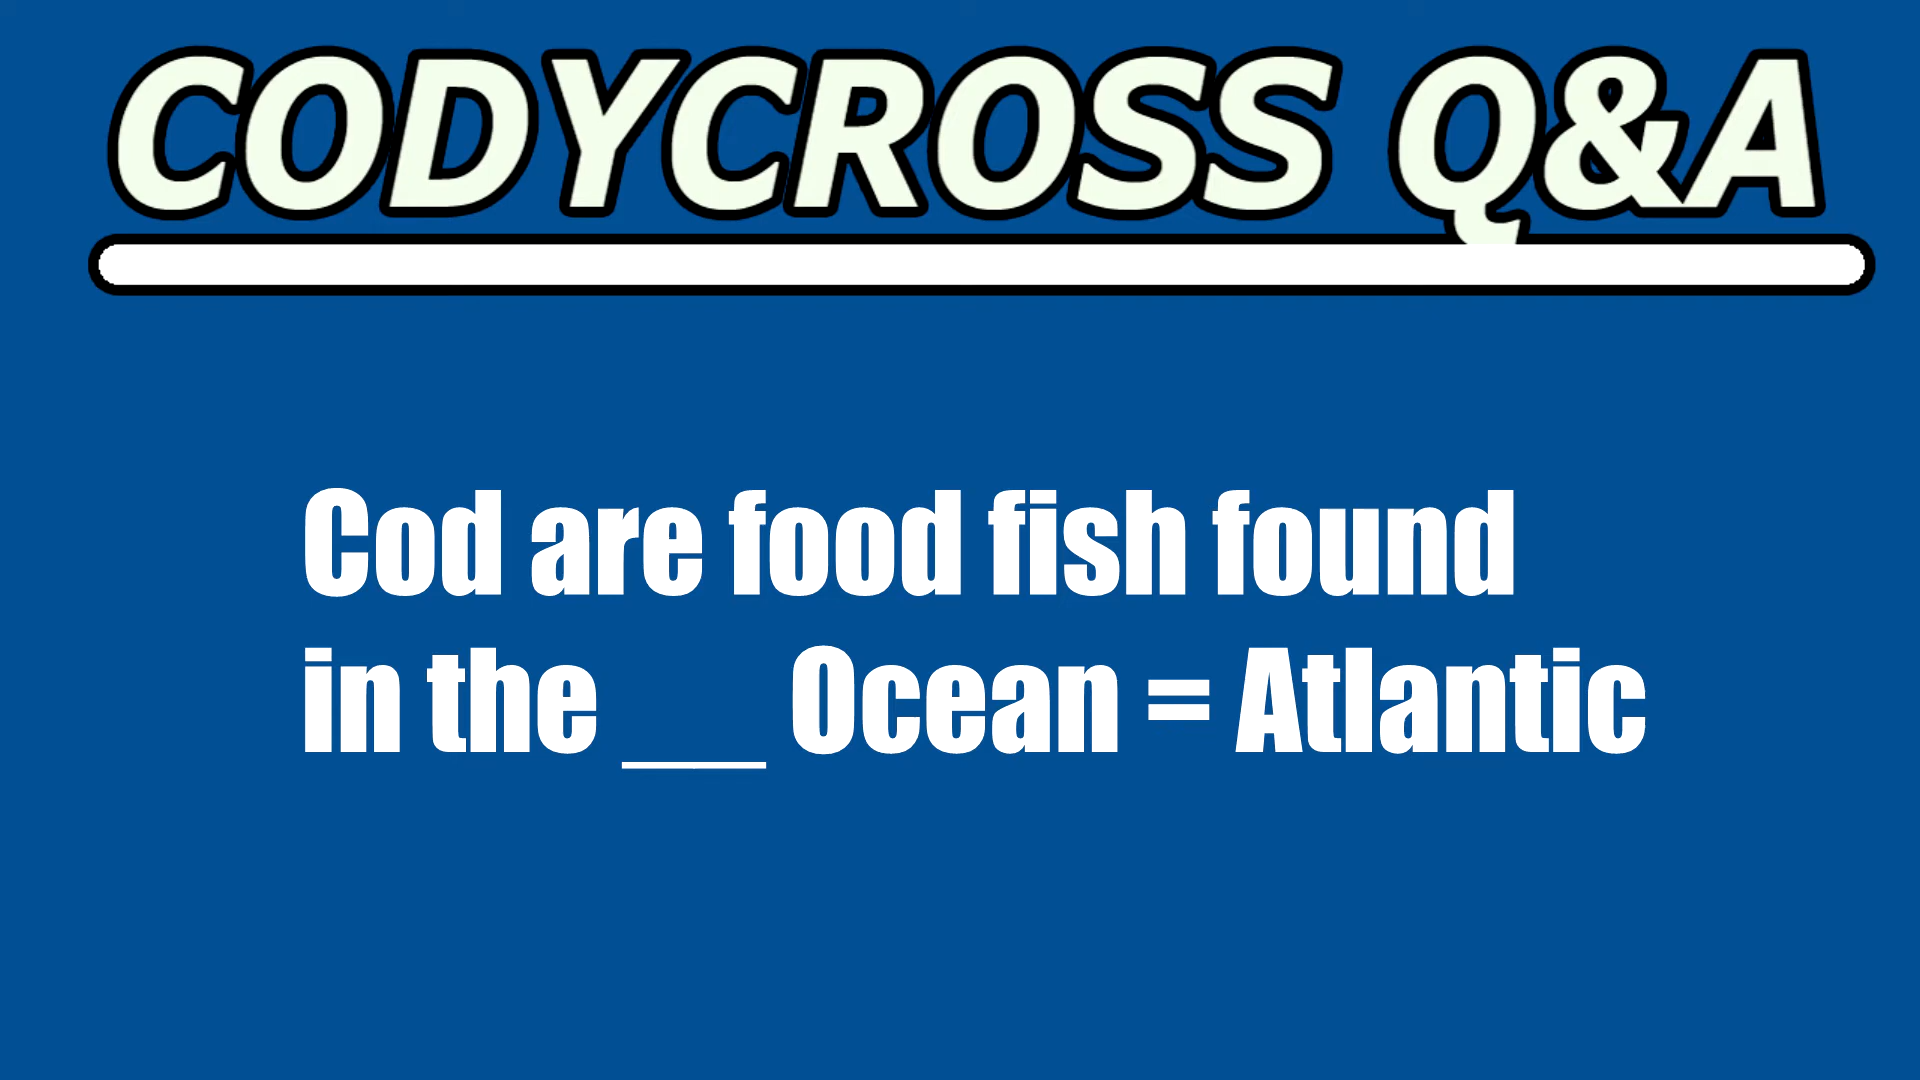 CODYCROSS Q&A
Cod are food fish found
in the __ Ocean = Atlantic